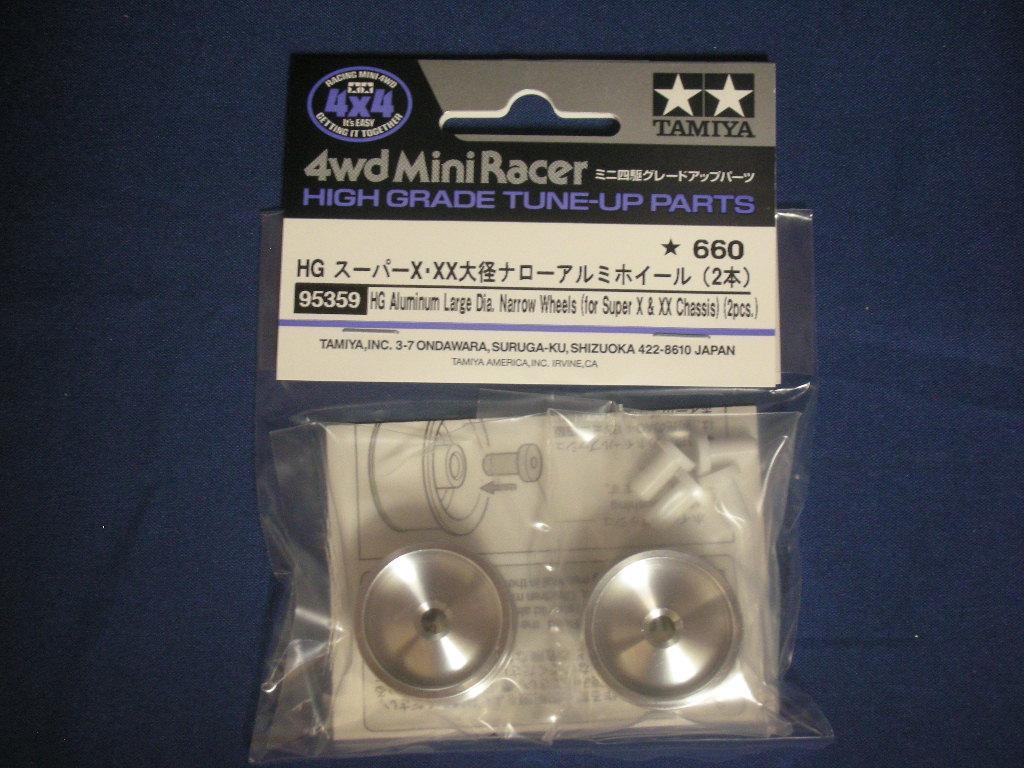 RACING MINI 4WD
4x4
It's EASY
GETTING IT TOGETHER
TAMIYA
4wd Mini Racer ミニ四駆グレードアップパーツ
HIGH GRADE TUNE-UP PARTS
★ 660
HG スーパーX・XX大径ナローアルミホイール (2本)
95359 HG Aluminum Large Dia. Narrow Wheels (for Super X & XX Chassis) (2pcs.)
TAMIYA,INC. 3-7 ONDAWARA, SURUGA-KU, SHIZUOKA 422-8610 JAPAN
TAMIYA AMERICA, INC. IRVINE, CA